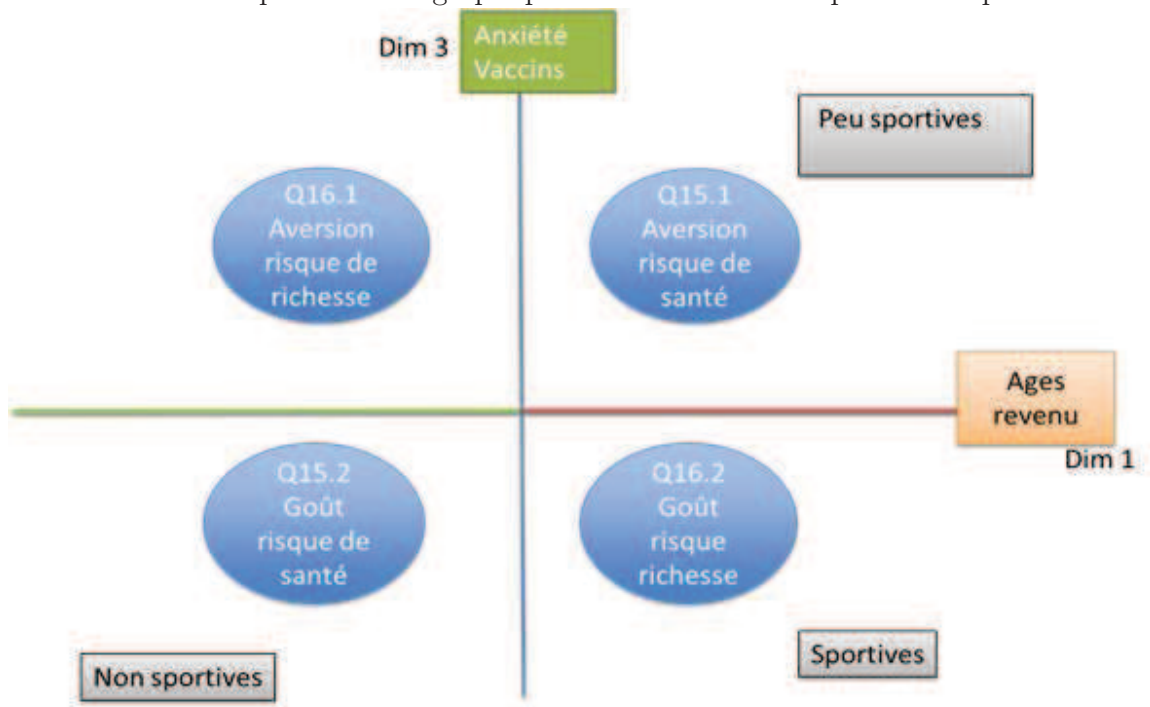 Dim 3
Anxiété
Vaccins
Peu sportives
Q16.1
Aversion
risque de
richesse
Q15.1
Aversion
risque de
santé
Ages
revenu
Dim 1
Q15.2
Goût
risque de
santé
Q16.2
Goût
risque
richesse
Non sportives
Sportives